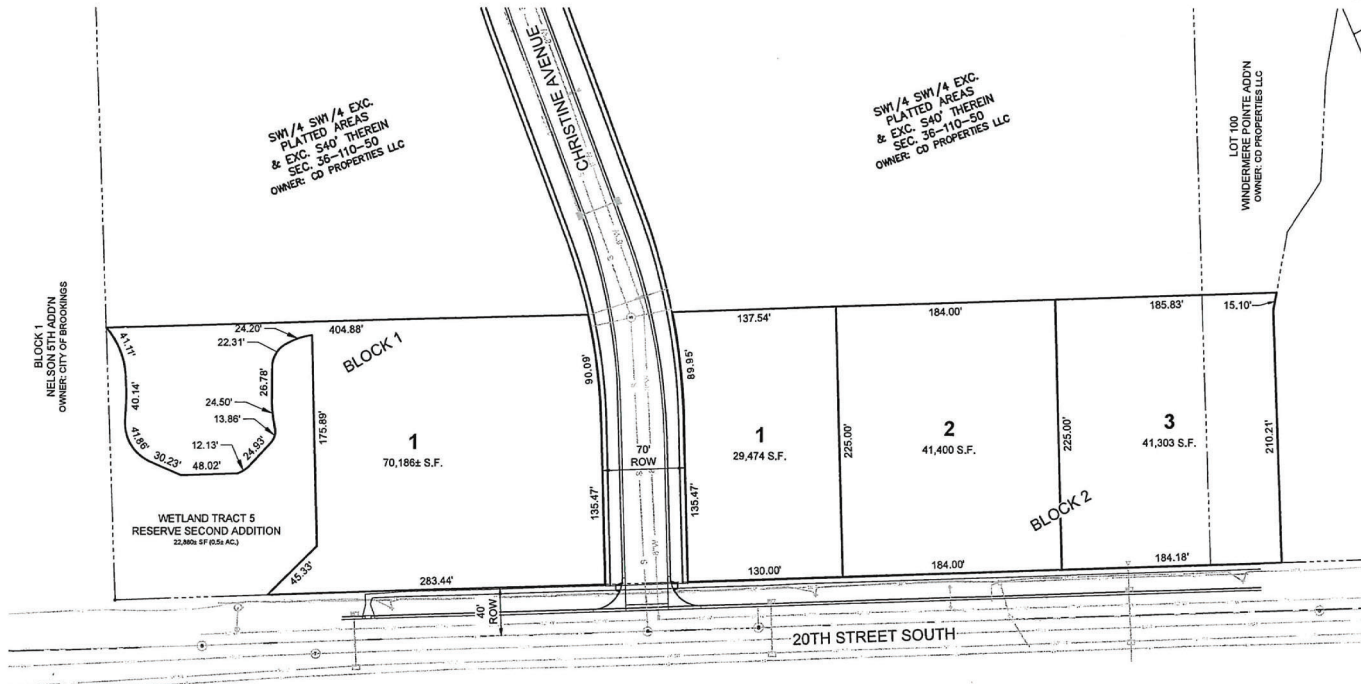 CHRISTINE AVENUE
SW1/4 SW1/4 EXC.
PLATTED AREAS
& EXC. S40' THEREIN
SEC. 36-110-50
OWNER: CD PROPERTIES LLC
SW1/4 SW1/4 EXC.
PLATTED AREAS
& EXC. S40' THEREIN
SEC. 36-110-50
OWNER: CD PROPERTIES LLC
LOT 100
WINDERMERE POINTE ADD'N
OWNER: CD PROPERTIES LLC
BLOCK 1
NELSON 5TH ADD'N
OWNER: CITY OF BROOKINGS
24.20'
404.88'
22.31'
41.11'
BLOCK 1
40.14'
26.78'
24.50'
13.86'
41.86'
12.13'
24.93'
30.23'
48.02'
175.89'
1
70,186± S.F.
90.09'
89.95'
137.54'
184.00'
185.83'
15.10'
70'
ROW
1
29,474 S.F.
225.00'
2
41,400 S.F.
225.00'
3
41,303 S.F.
210.21'
135.47'
135.47'
BLOCK 2
WETLAND TRACT 5
RESERVE SECOND ADDITION
22,880± SF (0.5± AC.)
45.33'
283.44'
130.00'
184.00'
184.18'
40'
ROW
20TH STREET SOUTH